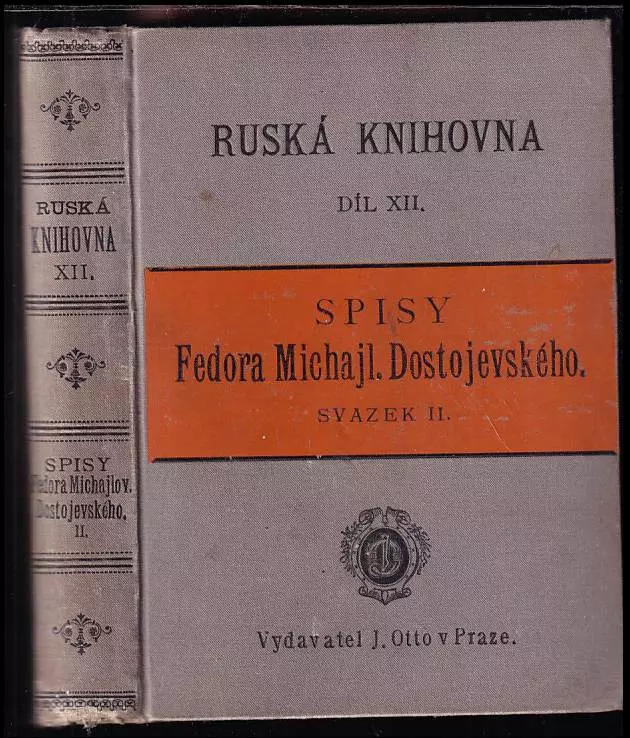 RUSKÁ
KNIHOVNA
XII.
SPISY
Fedora Michajlov.
Dostojevského.
II.
RUSKÁ KNIHOVNA
DÍL XII.
SPISY
Fedora Michajl. Dostojevského.
SVAZEK II.
Vydavatel J. Otto v Praze.